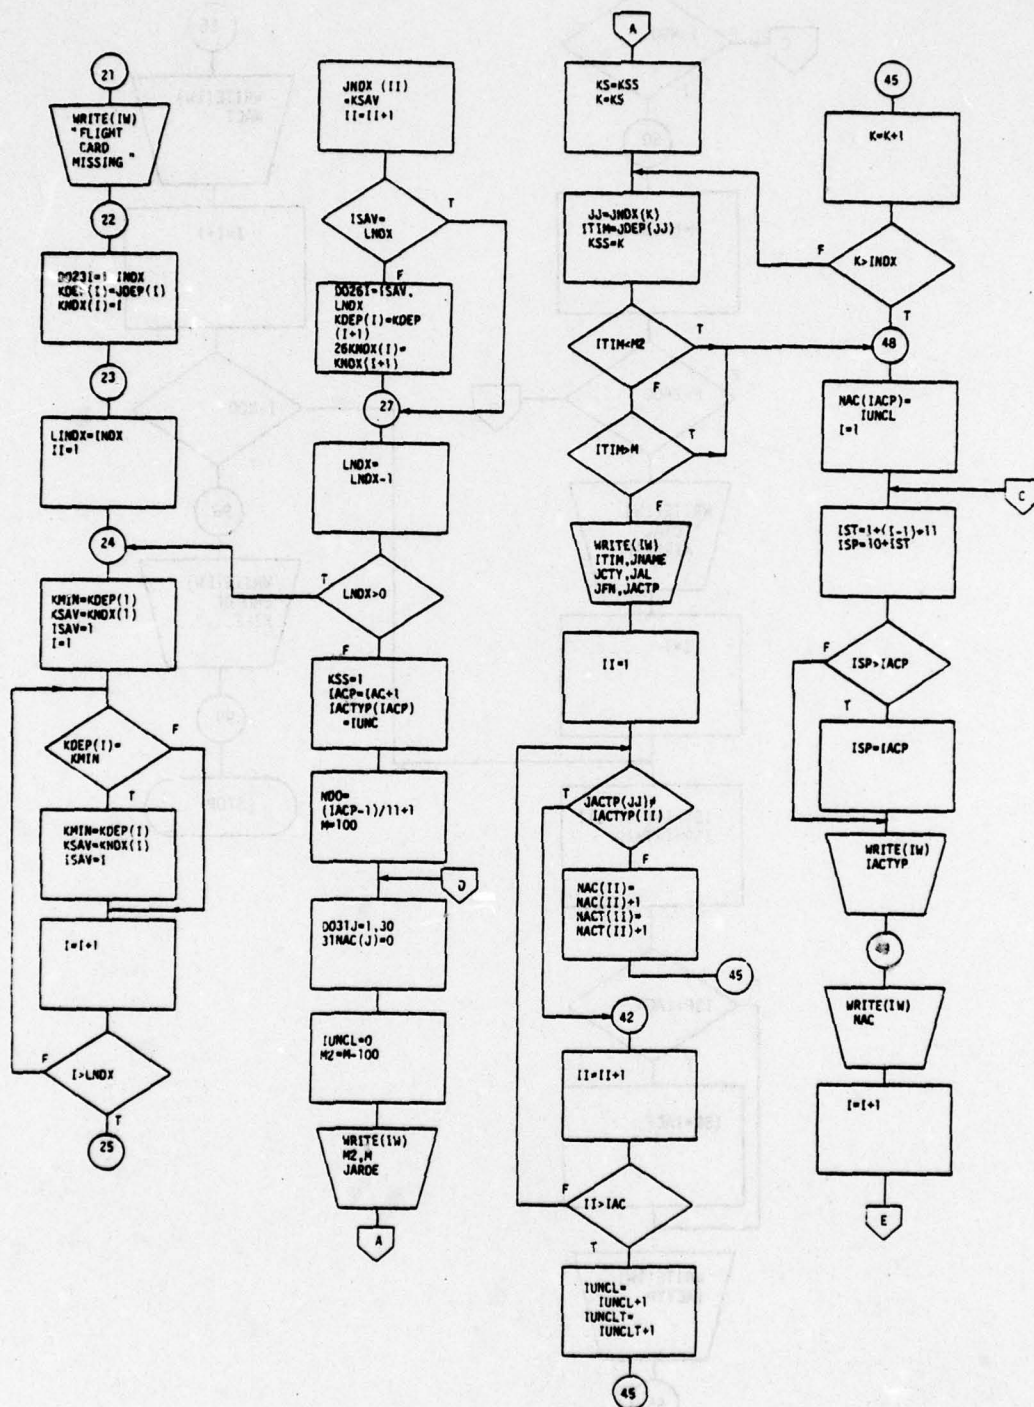 21
WRITE(IW)
"FLIGHT
CARD
MISSING "
22
DO23I=1 INDX
KDEP(I)=JDEP(I)
KNDX(I)=I
23
LINDX=INDX
II=1
24
KMIN=KDEP(1)
KSAV=KNDX(1)
ISAV=1
I=1
KDEP(I)=
KMIN
F
T
KMIN=KDEP(I)
KSAV=KNDX(I)
ISAV=I
I=I+1
F
I>LNDX
T
25
JNDX (II)
=KSAV
II=II+1
T
ISAV=
LNDX
F
DO26I=ISAV,
LNDX
KDEP(I)=KDEP
(I+1)
26KNDX(I)=
KNDX(I+1)
27
LNDX=
LNDX-1
T
LNDX>0
F
KSS=1
IACP=IAC+1
IACTYP(IACP)
=IUNC
NDO=
(IACP-1)/11+1
M=100
D
DO31J=1,30
31NAC(J)=0
IUNCL=0
M2=M-100
WRITE(IW)
M2,M
JARDE
A
A
KS=KSS
K=KS
JJ=JNDX(K)
ITIM=JDEP(JJ)
KSS=K
ITIM<M2
T
F
ITIM>M
T
F
WRITE(IW)
ITIM,JNAME
JCTY,JAL
JFN,JACTP
II=1
T
JACTP(JJ)≠
IACTYP(II)
F
NAC(II)=
NAC(II)+1
NACT(II)=
NACT(II)+1
45
42
II=II+1
F
II>IAC
T
IUNCL=
IUNCL+1
IUNCLT=
IUNCLT+1
45
45
K=K+1
F
K>INDX
T
48
NAC(IACP)=
IUNCL
I=1
C
IST=1+(I-1)+11
ISP=10+IST
F
ISP>IACP
T
ISP=IACP
WRITE(IW)
IACTYP
49
WRITE(IW)
NAC
I=I+1
E